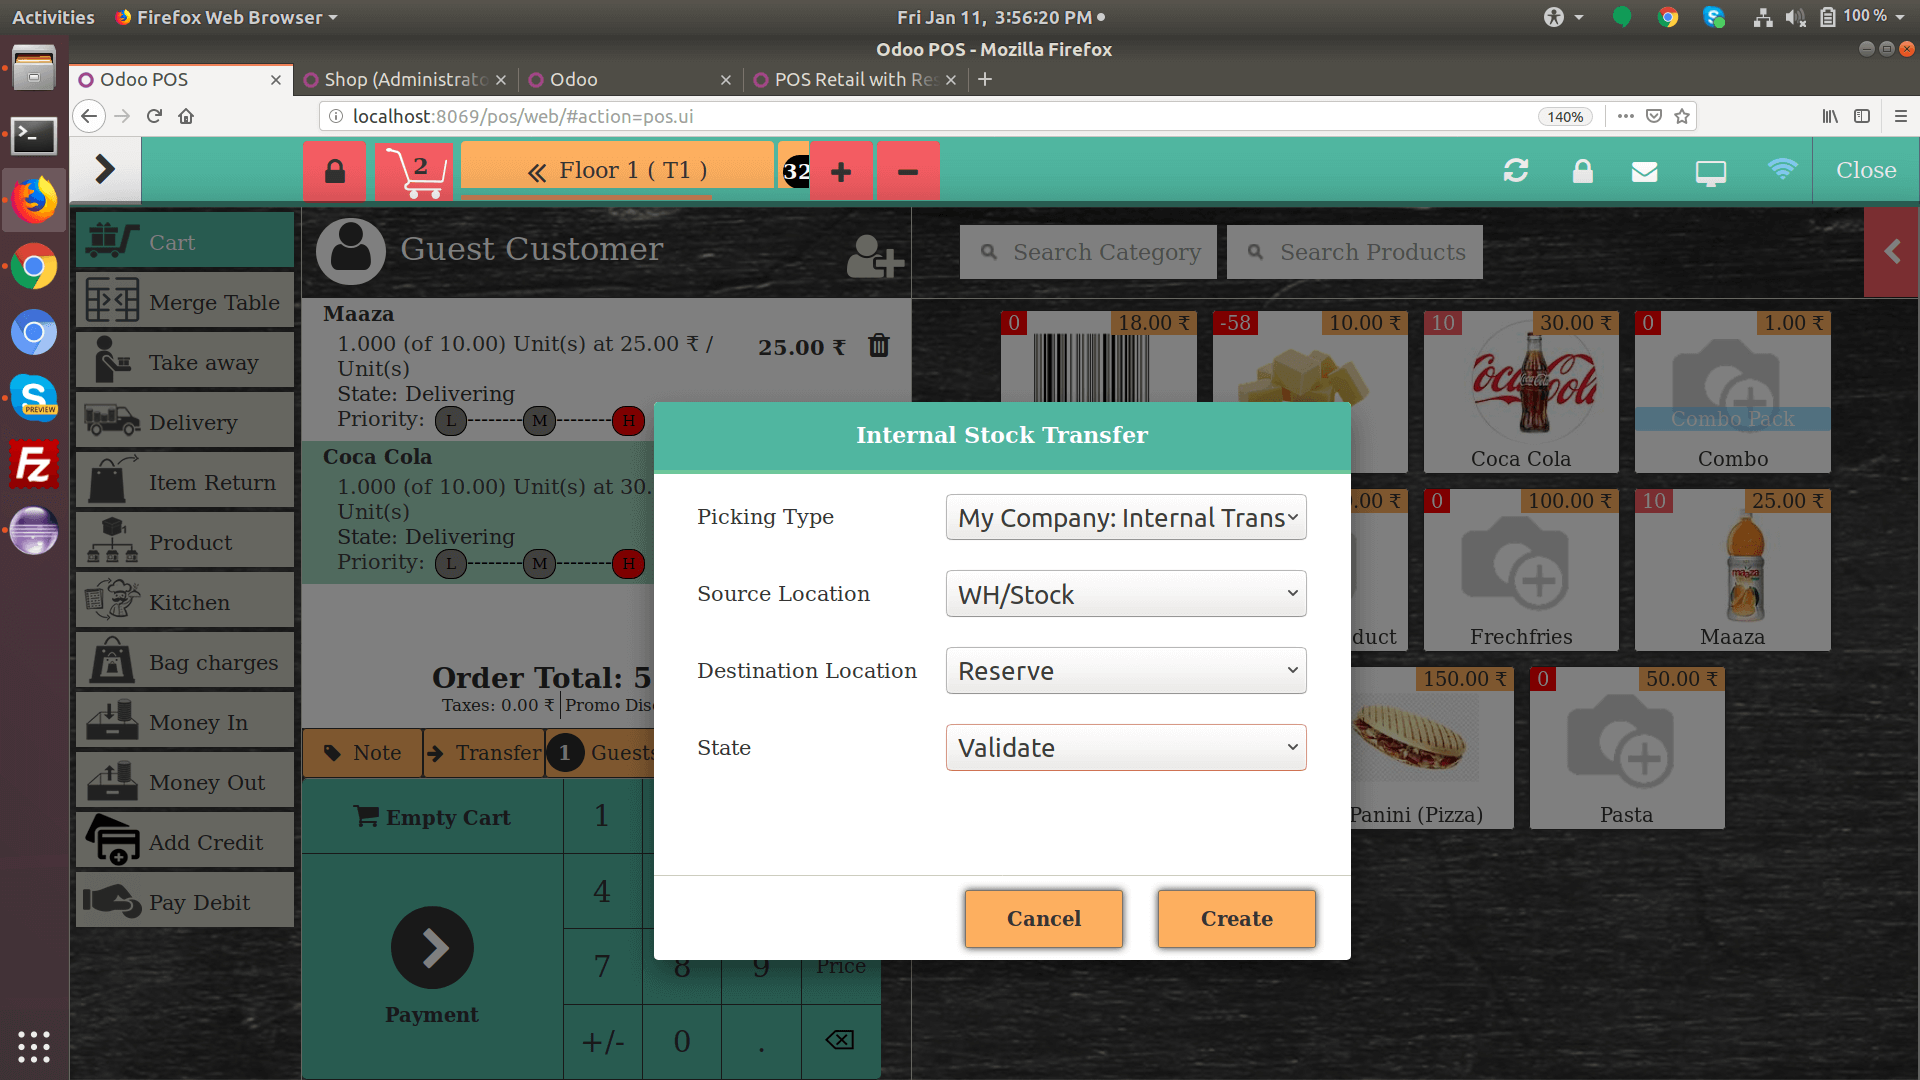 Activities
Firefox Web Browser
Fri Jan 11, 3:56:20 PM
100 %
Odoo POS - Mozilla Firefox
Odoo POS
Shop (Administrato
Odoo
POS Retail with Res
localhost:8069/pos/web/#action=pos.ui
140%
2
Floor 1 ( T1 )
32
Close
Cart
Merge Table
Take away
Delivery
Item Return
Product
Kitchen
Bag charges
Money In
Money Out
Add Credit
Pay Debit
Guest Customer
Maaza
1.000 (of 10.00) Unit(s) at 25.00 ₹ /
Unit(s)
25.00 ₹
State: Delivering
Priority: L--------M--------H
Coca Cola
1.000 (of 10.00) Unit(s) at 30.
Unit(s)
State: Delivering
Priority: L--------M--------H
Order Total: 5
Taxes: 0.00 ₹
Promo Dis
Note
Transfer
1 Guests
Empty Cart
Payment
1
4
7
8
9
Price
+/-
0
.
Search Category
Search Products
0
18.00 ₹
-58
10.00 ₹
10
30.00 ₹
Coca Cola
Coca Cola
0
1.00 ₹
Combo Pack
Combo
.00 ₹
duct
0
100.00 ₹
Frechfries
10
25.00 ₹
maaza
Maaza
150.00 ₹
Panini (Pizza)
0
50.00 ₹
Pasta
Internal Stock Transfer
Picking Type
My Company: Internal Trans
Source Location
WH/Stock
Destination Location
Reserve
State
Validate
Cancel
Create
S
PREVIEW
Fz